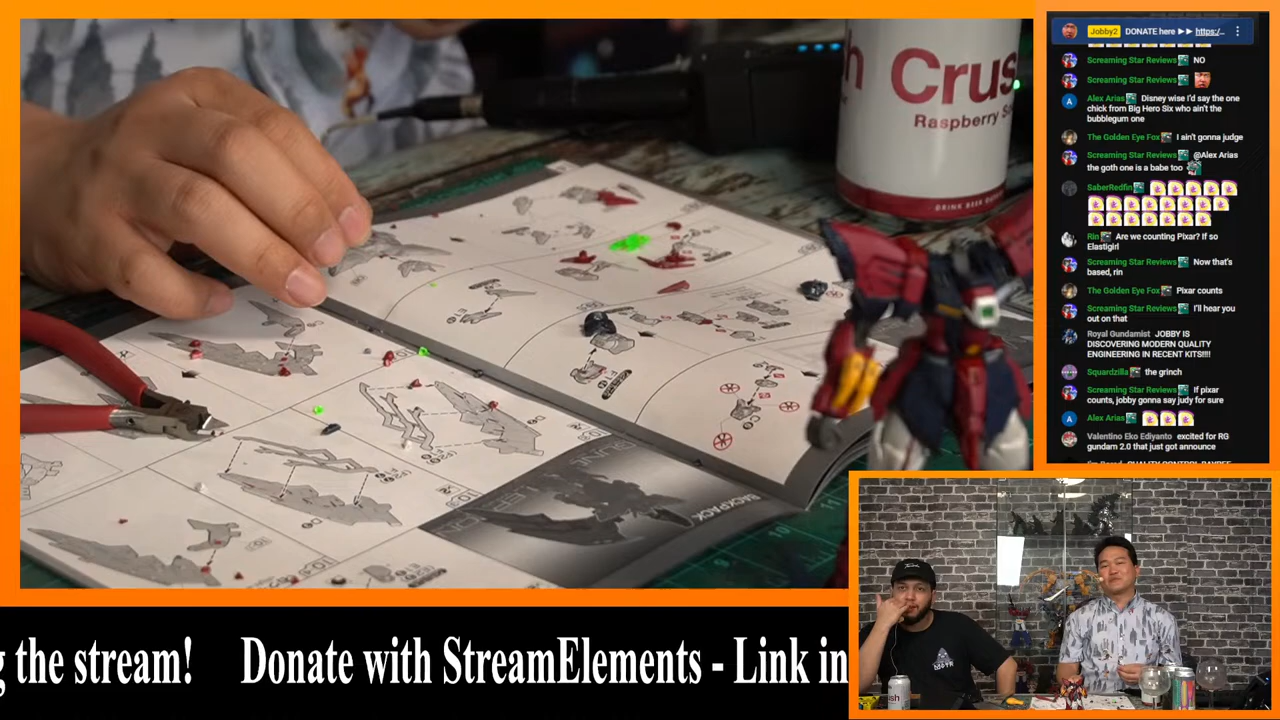 Crus
Raspberry So
DRINK BEER OUT
BACKPACK
Jobby2 DONATE here ►► https:/...
Screaming Star Reviews NO
Screaming Star Reviews
Alex Arias Disney wise I'd say the one
chick from Big Hero Six who ain't the
bubblegum one
The Golden Eye Fox I ain't gonna judge
Screaming Star Reviews @Alex Arias
the goth one is a babe too
SaberRedfin
Rin Are we counting Pixar? If so
Elastigirl
Screaming Star Reviews Now that's
based, rin
The Golden Eye Fox Pixar counts
Screaming Star Reviews I'll hear you
out on that
Royal Gundamist JOBBY IS
DISCOVERING MODERN QUALITY
ENGINEERING IN RECENT KITS!!!!
Squardzilla the grinch
Screaming Star Reviews If pixar
counts, jobby gonna say judy for sure
Alex Arias
Valentino Eko Ediyanto excited for RG
gundam 2.0 that just got announce
g the stream! Donate with StreamElements - Link in